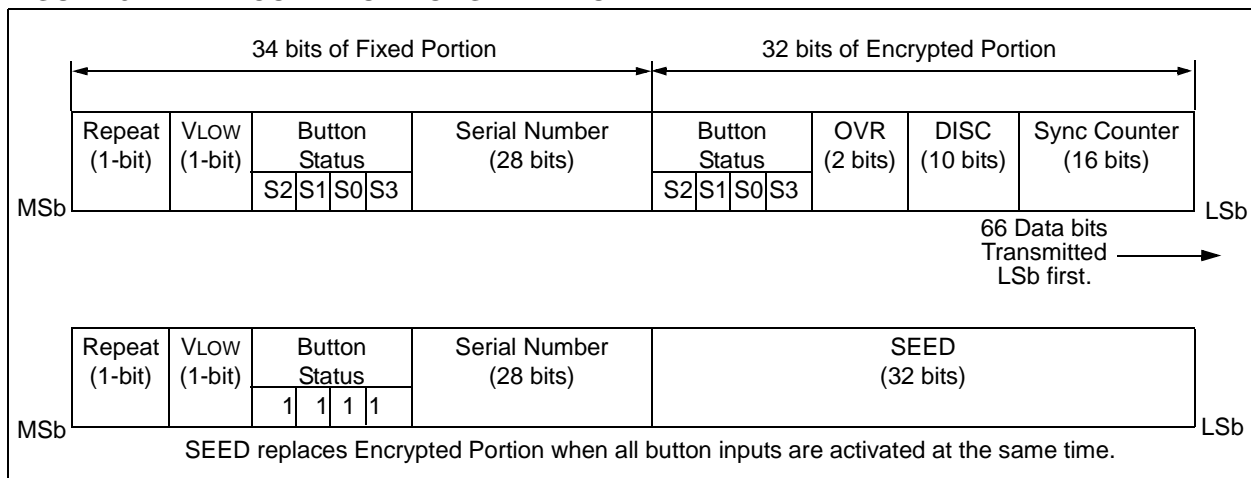 34 bits of Fixed Portion
32 bits of Encrypted Portion
Repeat
(1-bit)
VLOW
(1-bit)
Button
Status
S2 S1 S0 S3
Serial Number
(28 bits)
Button
Status
S2 S1 S0 S3
OVR
(2 bits)
DISC
(10 bits)
Sync Counter
(16 bits)
MSb
LSb
66 Data bits
Transmitted
LSb first.
Repeat
(1-bit)
VLOW
(1-bit)
Button
Status
1 1 1 1
Serial Number
(28 bits)
SEED
(32 bits)
MSb
LSb
SEED replaces Encrypted Portion when all button inputs are activated at the same time.